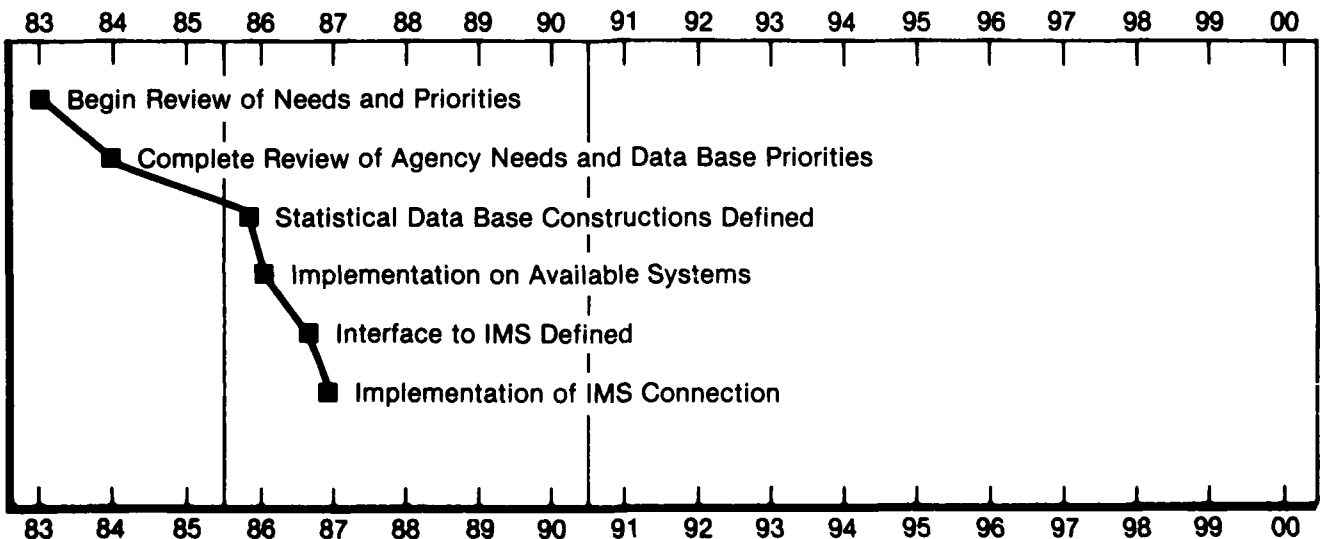 83 84 85 86 87 88 89 90 91 92 93 94 95 96 97 98 99 00
Begin Review of Needs and Priorities
Complete Review of Agency Needs and Data Base Priorities
Statistical Data Base Constructions Defined
Implementation on Available Systems
Interface to IMS Defined
Implementation of IMS Connection
83 84 85 86 87 88 89 90 91 92 93 94 95 96 97 98 99 00